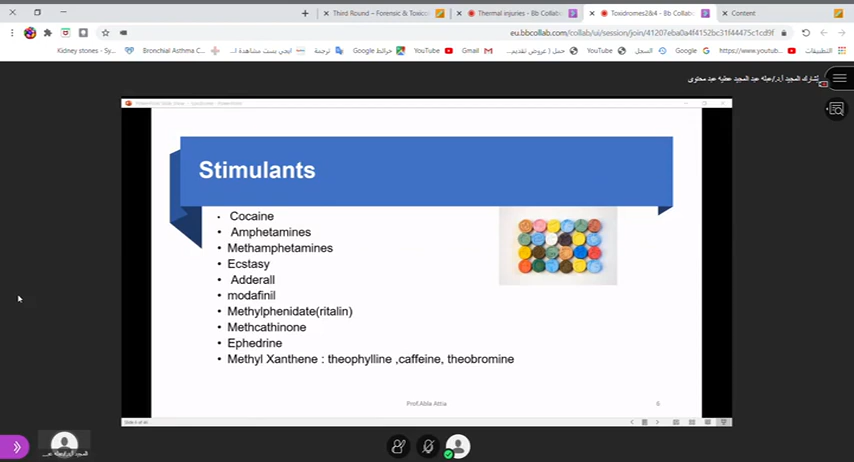 Third Round – Forensic & Toxicol
Thermal injuries - Bb Collab
Toxidromes2&4 - Bb Collab
Content
eu.bbcollab.com/collab/ui/session/join/41207eba0a4f4152bc31f44475c1cd9f
Kidney stones - Sy...
Bronchial Asthma C...
ترجمة
خرائط Google
YouTube
Gmail
حمل | عروض تقديم...
YouTube
السجل
Google
https://www.youtub...
التطبيقات
Stimulants
• Cocaine
• Amphetamines
• Methamphetamines
• Ecstasy
• Adderall
• modafinil
• Methylphenidate(ritalin)
• Methcathinone
• Ephedrine
• Methyl Xanthene : theophylline ,caffeine, theobromine
Prof.Abla Attia
6